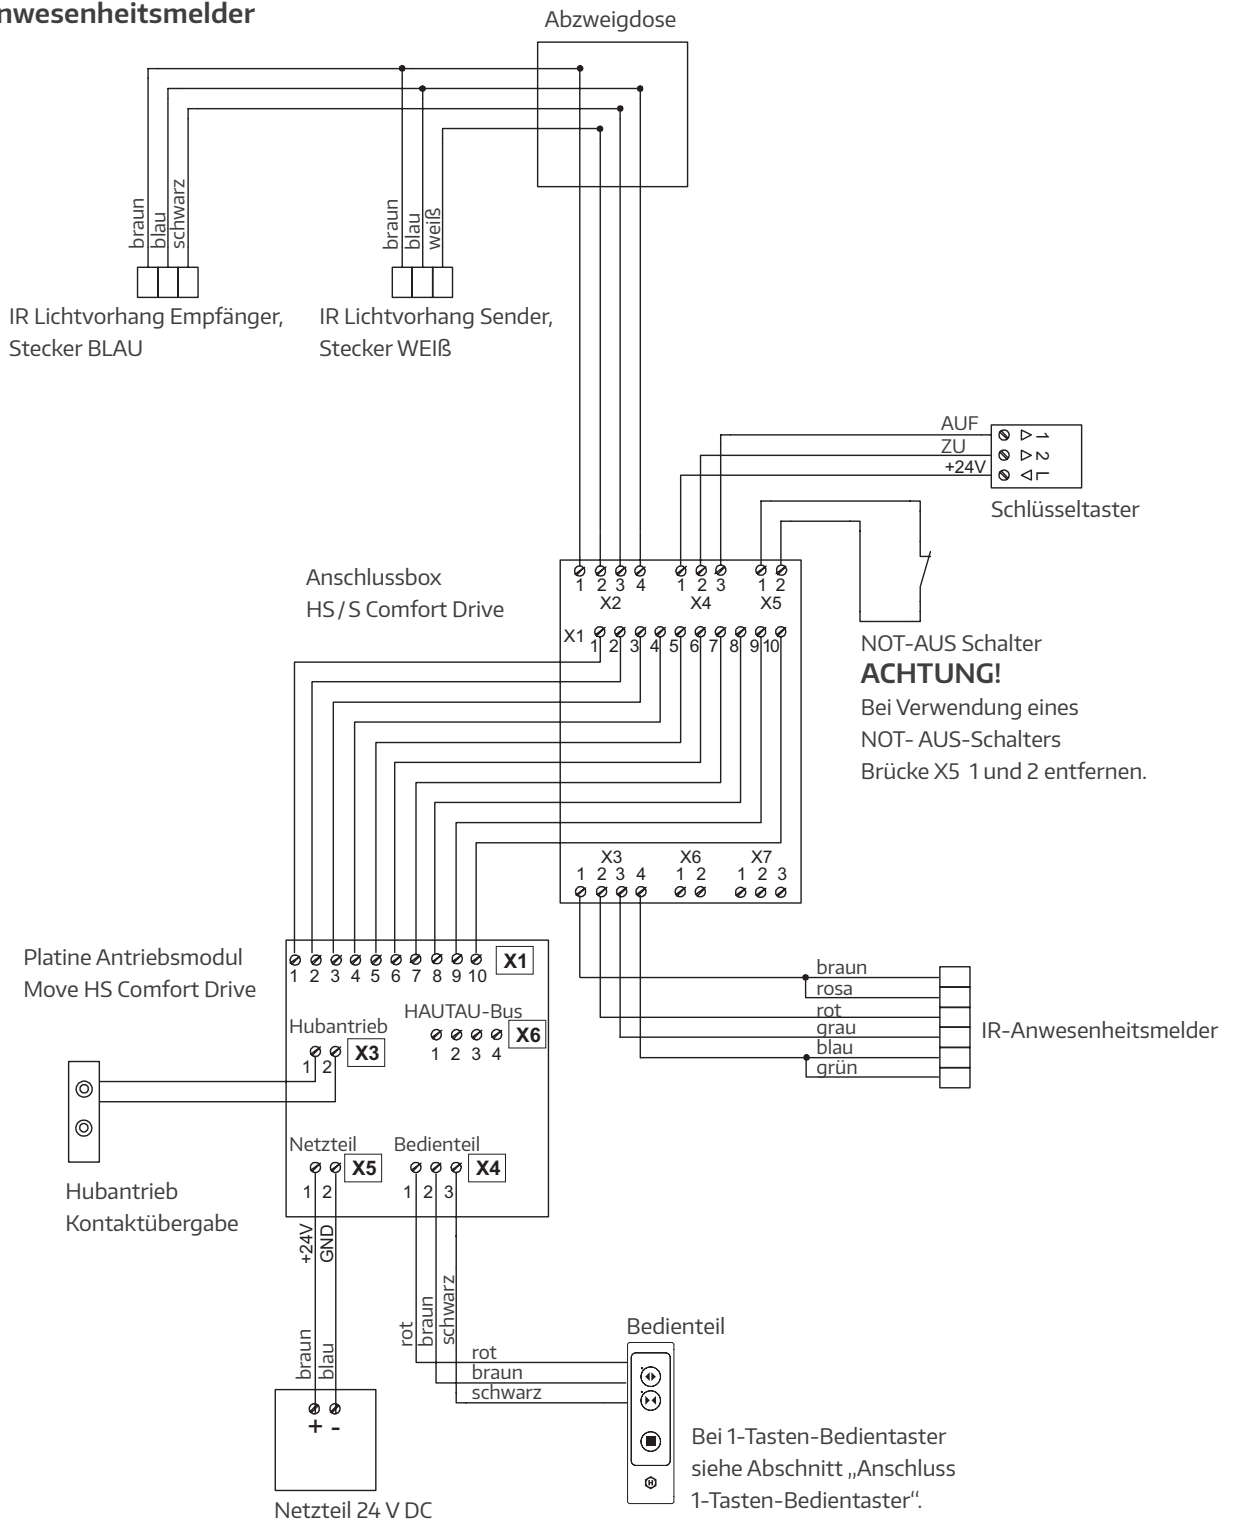 nwesenheitsmelder
Abzweigdose
braun
blau
schwarz
braun
blau
weiß
IR Lichtvorhang Empfänger,
Stecker BLAU
IR Lichtvorhang Sender,
Stecker WEIß
AUF
ZU
+24V
1
2
L
Schlüsseltaster
Anschlussbox
HS / S Comfort Drive
1 2 3 4
X2
1 2 3
X4
1 2
X5
X1
1 2 3 4 5 6 7 8 9 10
NOT-AUS Schalter
ACHTUNG!
Bei Verwendung eines
NOT- AUS-Schalters
Brücke X5 1 und 2 entfernen.
X3
1 2 3 4
X6
1 2
X7
1 2 3
Platine Antriebsmodul
Move HS Comfort Drive
1 2 3 4 5 6 7 8 9 10
X1
HAUTAU-Bus
X6
1 2 3 4
Hubantrieb
X3
1 2
braun
rosa
rot
grau
blau
grün
IR-Anwesenheitsmelder
Netzteil
X5
1 2
Bedienteil
X4
1 2 3
Hubantrieb
Kontaktübergabe
+24V
GND
braun
blau
rot
braun
schwarz
rot
braun
schwarz
Bedienteil
H
+ -
Netzteil 24 V DC
Bei 1-Tasten-Bedientaster
siehe Abschnitt „Anschluss
1-Tasten-Bedientaster“.